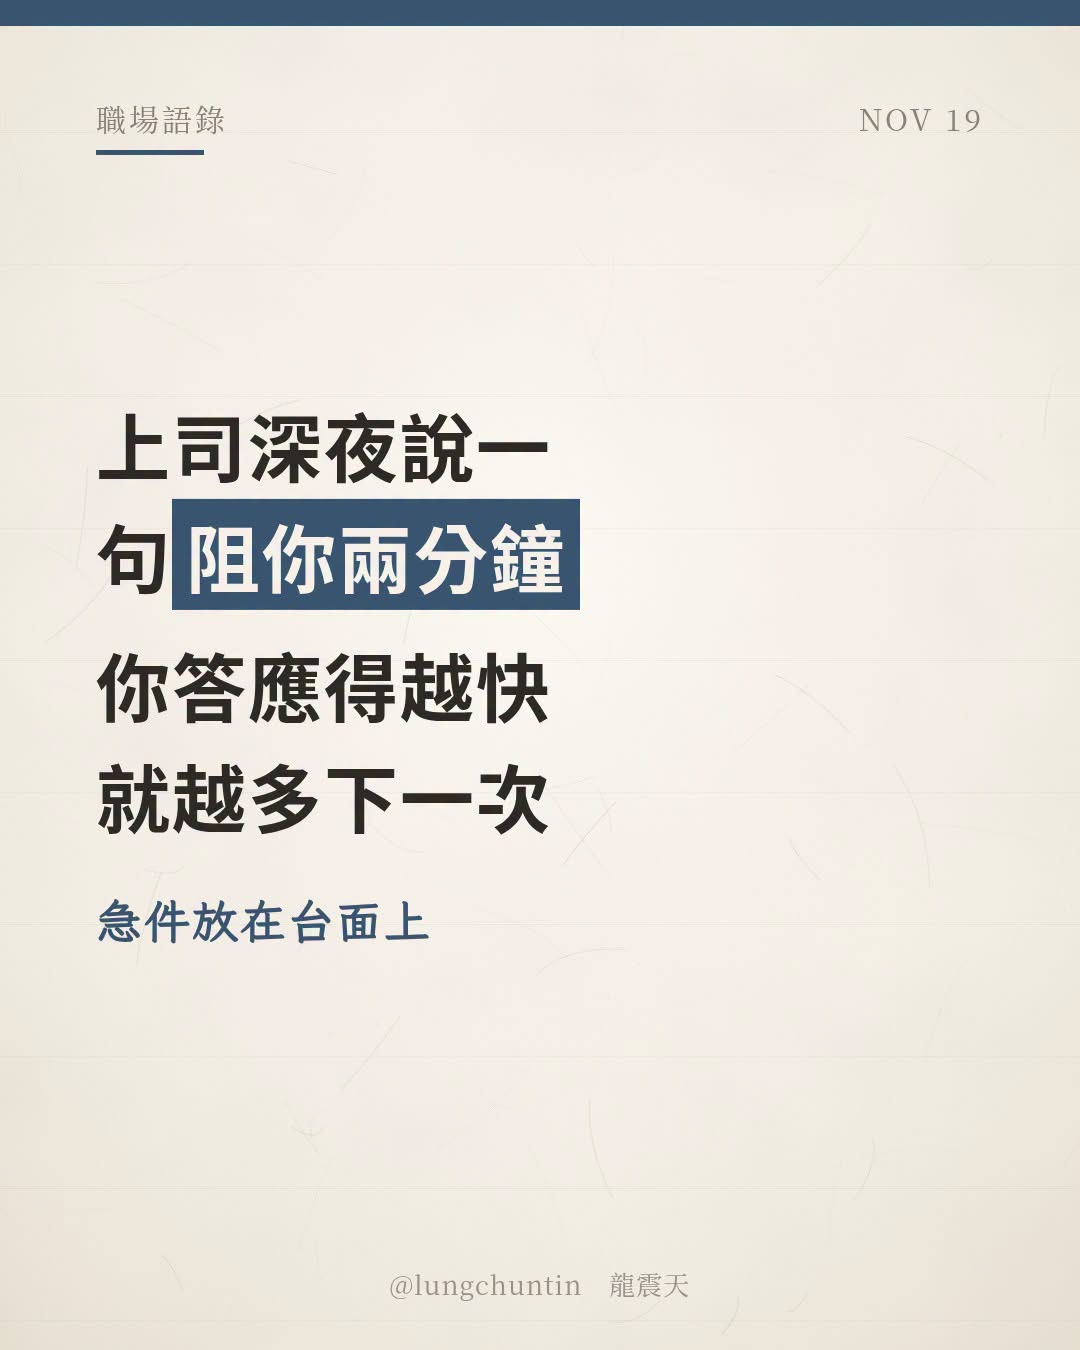 職場語錄
NOV 19
上司深夜說一
句阻你兩分鐘
你答應得越快
就越多下一次
急件放在台面上
@lungchuntin 龍震天